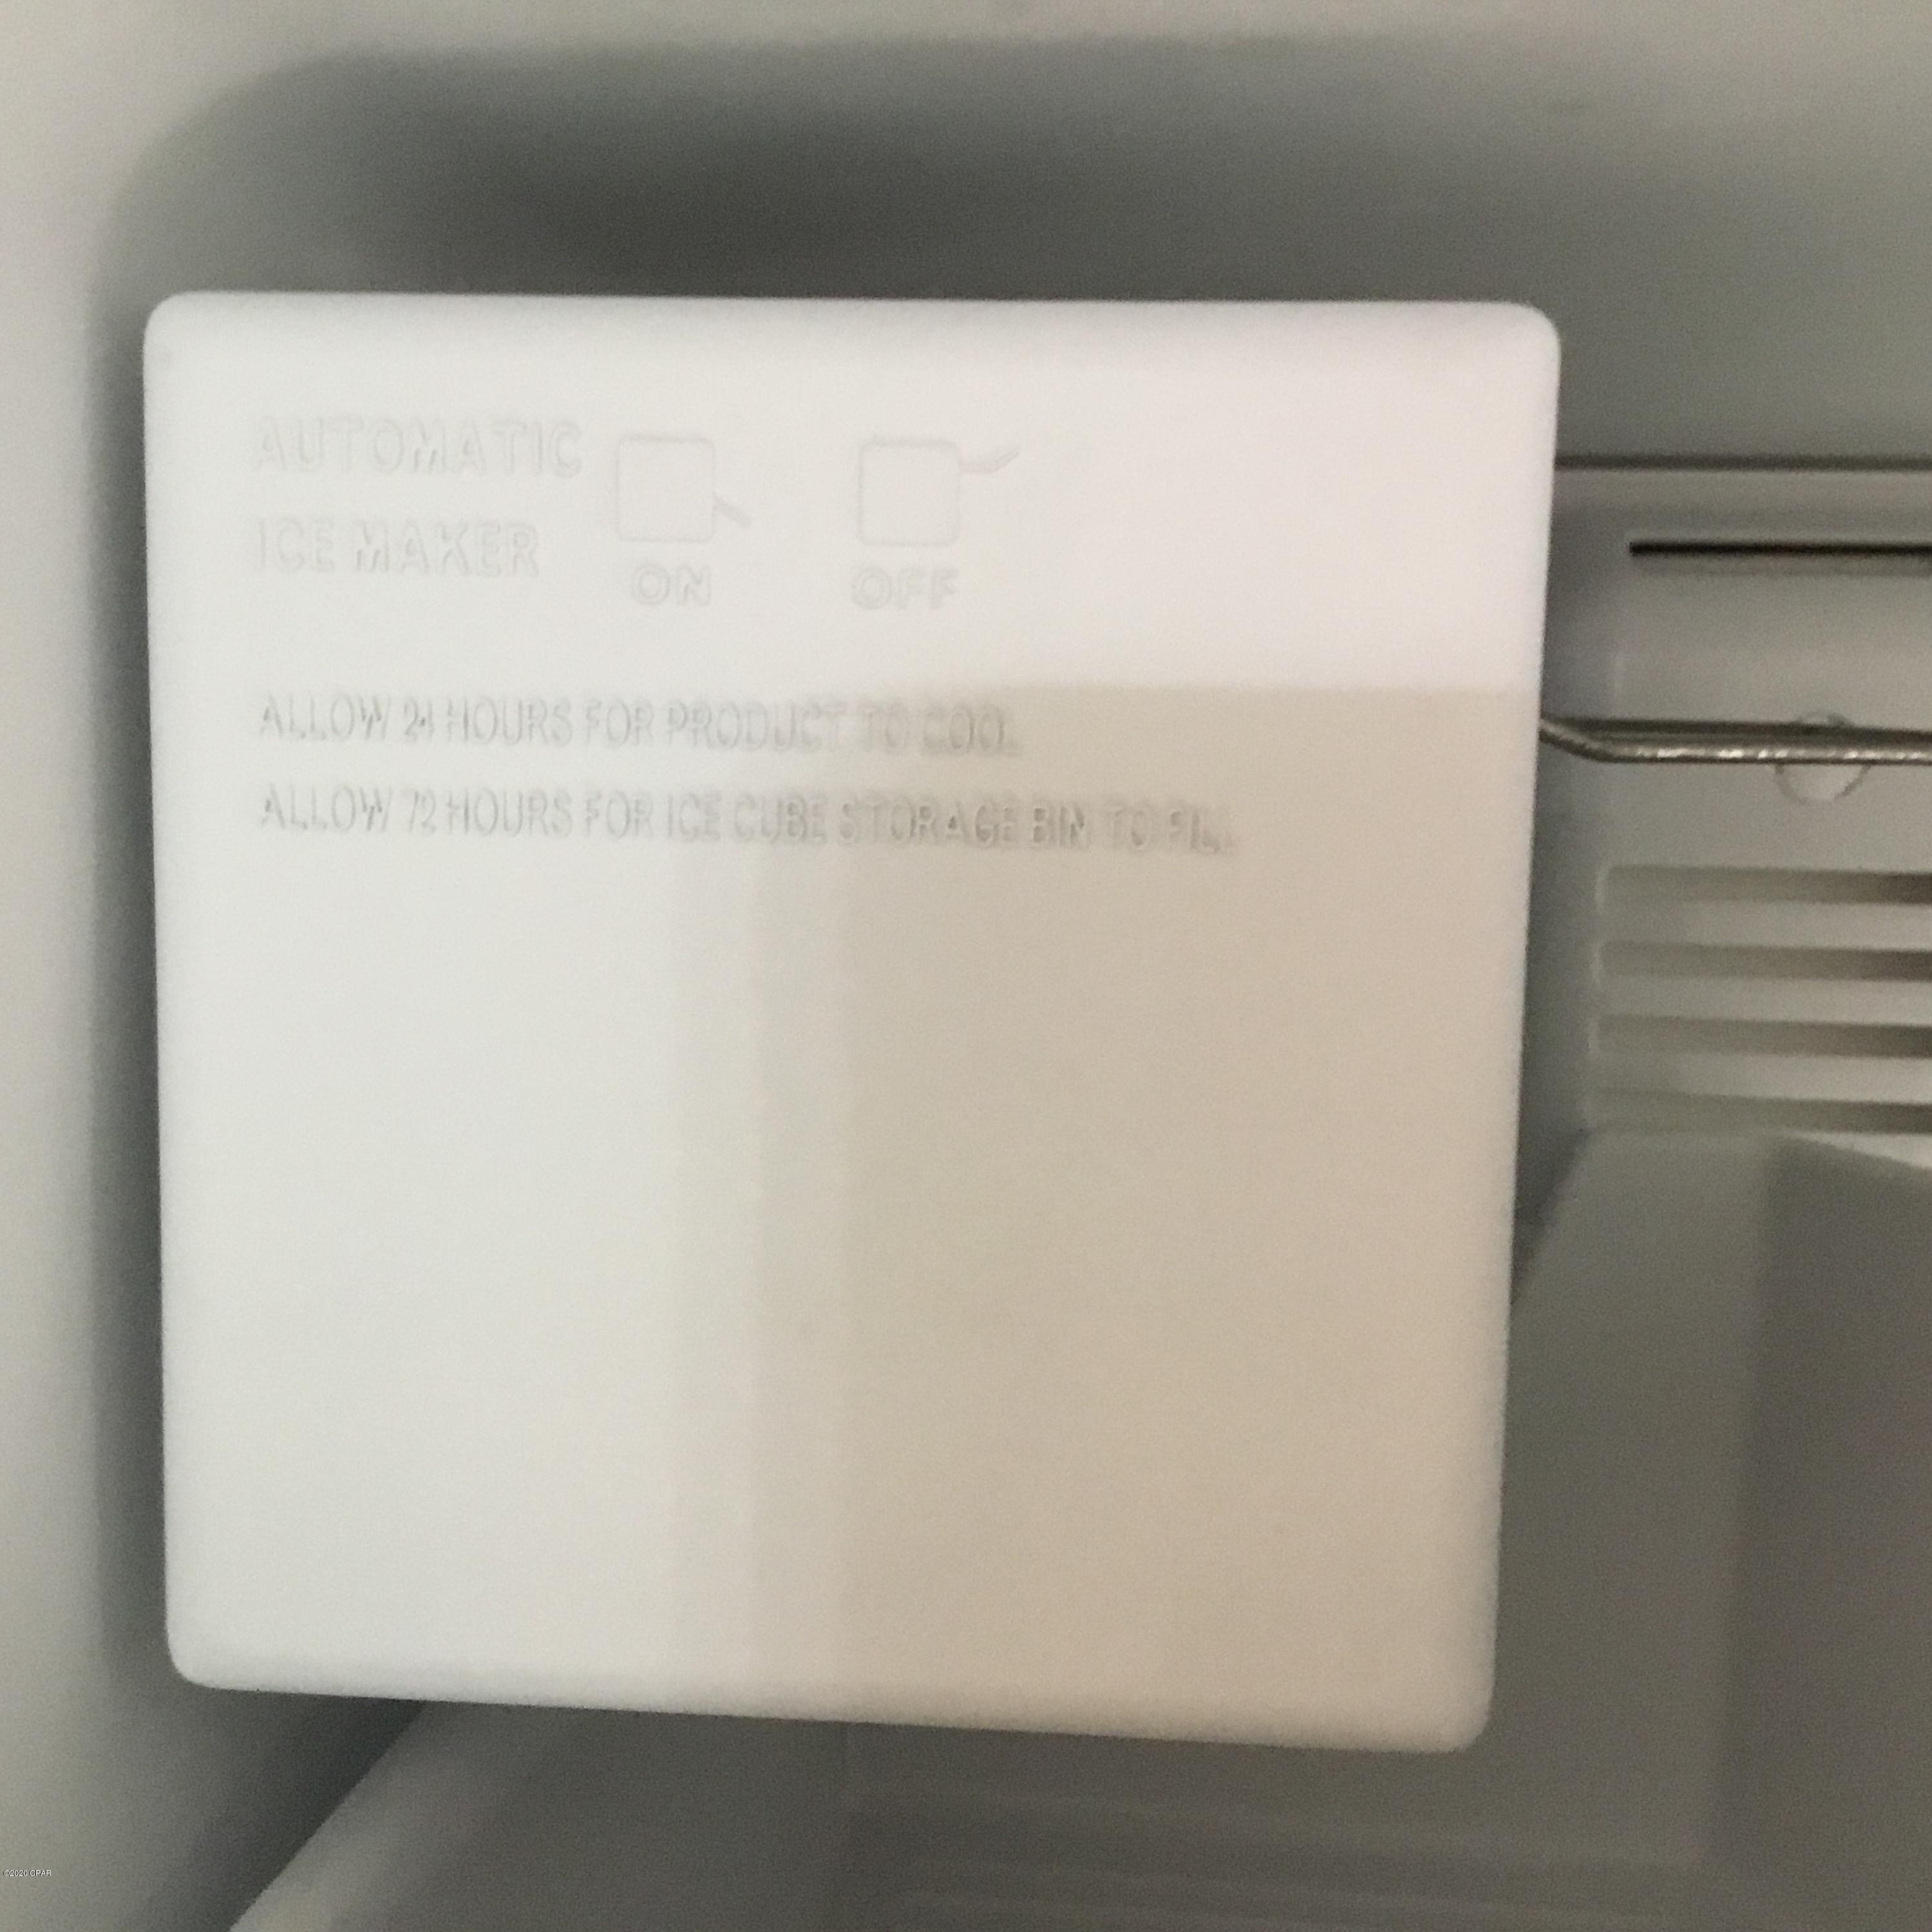 AUTOMATIC
ICE MAKER
ON OFF
ALLOW 24 HOURS FOR PRODUCT TO COOL
ALLOW 72 HOURS FOR ICE CUBE STORAGE BIN TO FILL
©2020 CPAR